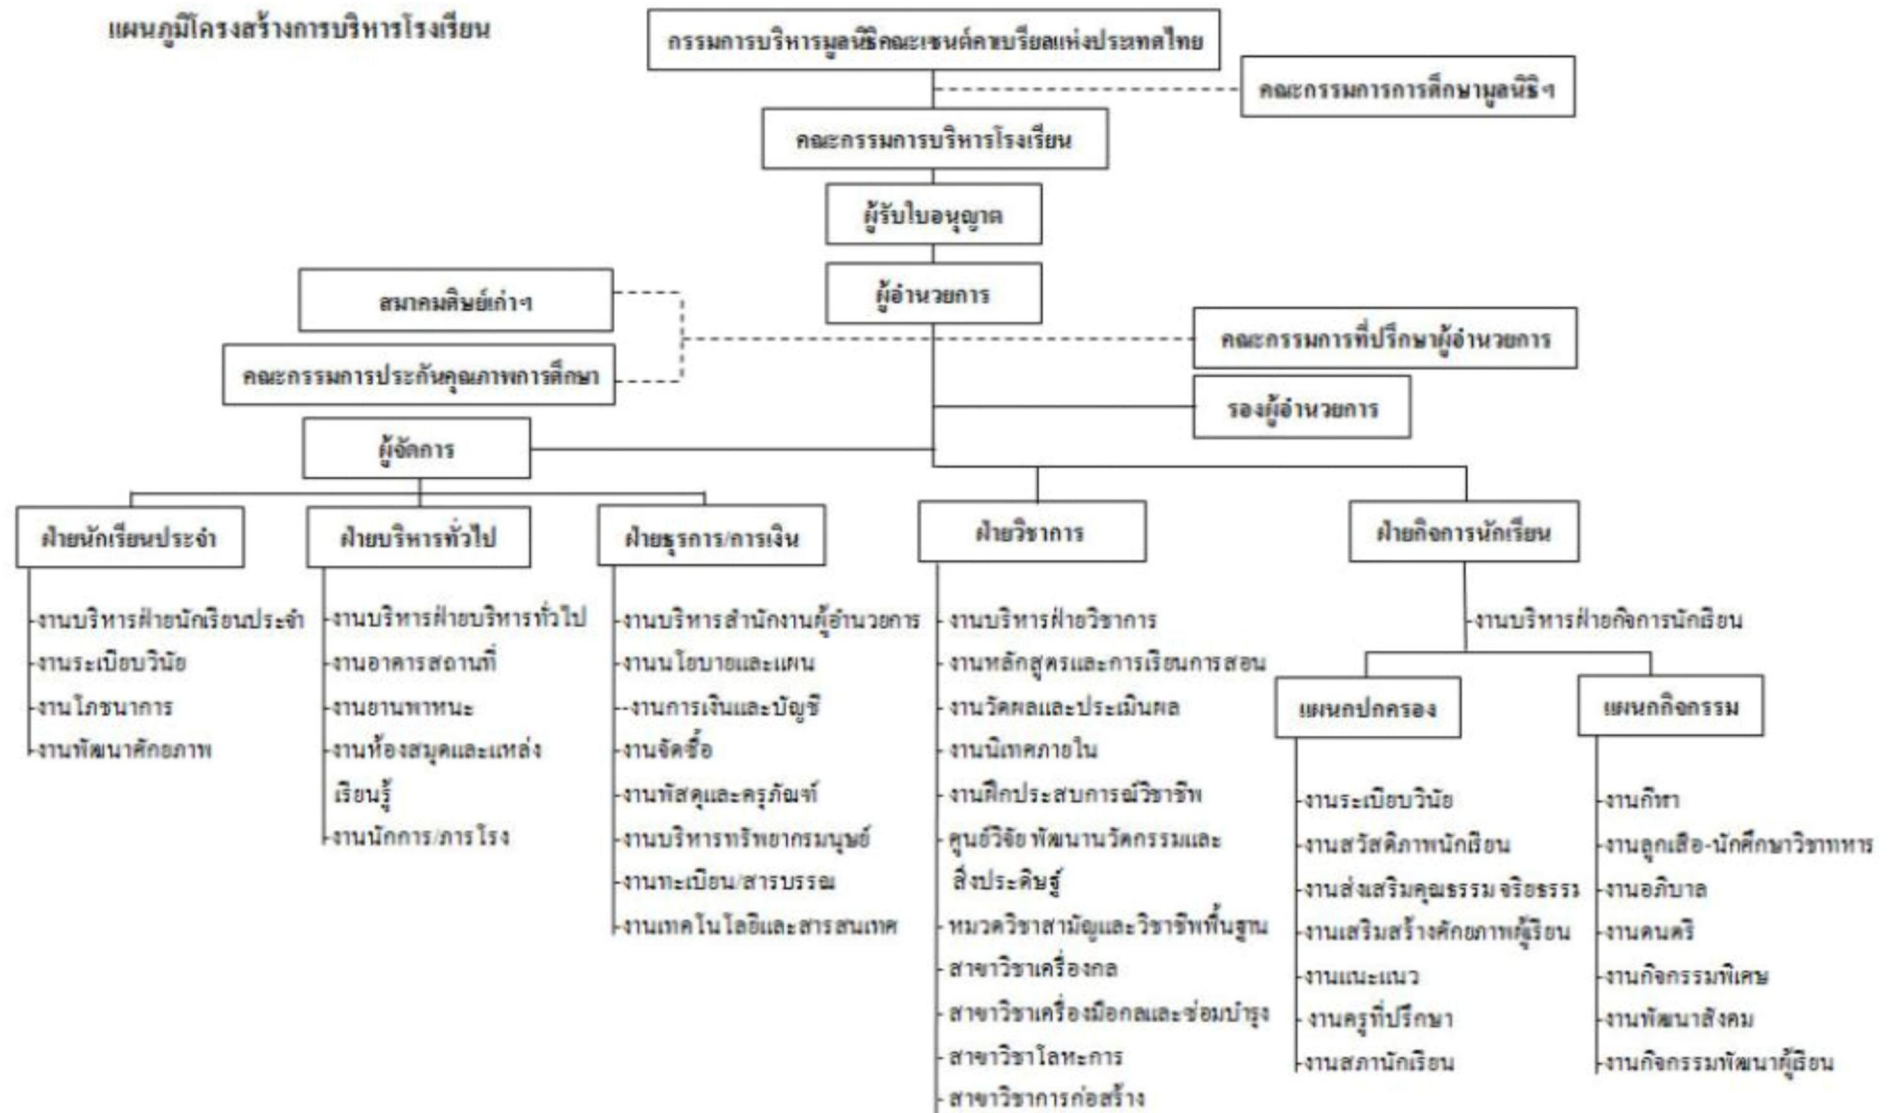 แผนภูมิโครงสร้างการบริหารโรงเรียน
กรรมการบริหารมูลนิธิคณะเซนต์คาเบรียลแห่งประเทศไทย
คณะกรรมการการศึกษามูลนิธิฯ
คณะกรรมการบริหารโรงเรียน
ผู้รับใบอนุญาต
ผู้อำนวยการ
สมาคมศิษย์เก่าฯ
คณะกรรมการที่ปรึกษาผู้อำนวยการ
คณะกรรมการประกันคุณภาพการศึกษา
รองผู้อำนวยการ
ผู้จัดการ
ฝ่ายนักเรียนประจำ
งานบริหารฝ่ายนักเรียนประจำ
งานระเบียบวินัย
งานโภชนาการ
งานพัฒนาศักยภาพ
ฝ่ายบริหารทั่วไป
งานบริหารฝ่ายบริหารทั่วไป
งานอาคารสถานที่
งานยานพาหนะ
งานห้องสมุดและแหล่ง
เรียนรู้
งานนักการ/ภารโรง
ฝ่ายธุรการ/การเงิน
งานบริหารสำนักงานผู้อำนวยการ
งานนโยบายและแผน
งานการเงินและบัญชี
งานจัดซื้อ
งานพัสดุและครุภัณฑ์
งานบริหารทรัพยากรมนุษย์
งานทะเบียน/สารบรรณ
งานเทคโนโลยีและสารสนเทศ
ฝ่ายวิชาการ
งานบริหารฝ่ายวิชาการ
งานหลักสูตรและการเรียนการสอน
งานวัดผลและประเมินผล
งานนิเทศภายใน
งานฝึกประสบการณ์วิชาชีพ
ศูนย์วิจัย พัฒนานวัตกรรมและ
สิ่งประดิษฐ์
หมวดวิชาสามัญและวิชาชีพพื้นฐาน
สาขาวิชาเครื่องกล
สาขาวิชาเครื่องมือกลและซ่อมบำรุง
สาขาวิชาโลหะการ
สาขาวิชาการก่อสร้าง
ฝ่ายกิจการนักเรียน
งานบริหารฝ่ายกิจการนักเรียน
แผนกปกครอง
งานระเบียบวินัย
งานสวัสดิภาพนักเรียน
งานส่งเสริมคุณธรรม จริยธรรม
งานเสริมสร้างศักยภาพผู้เรียน
งานแนะแนว
งานครูที่ปรึกษา
งานสภานักเรียน
แผนกกิจกรรม
งานกีฬา
งานลูกเสือ-นักศึกษาวิชาทหาร
งานอภิบาล
งานดนตรี
งานกิจกรรมพิเศษ
งานพัฒนาสังคม
งานกิจกรรมพัฒนาผู้เรียน